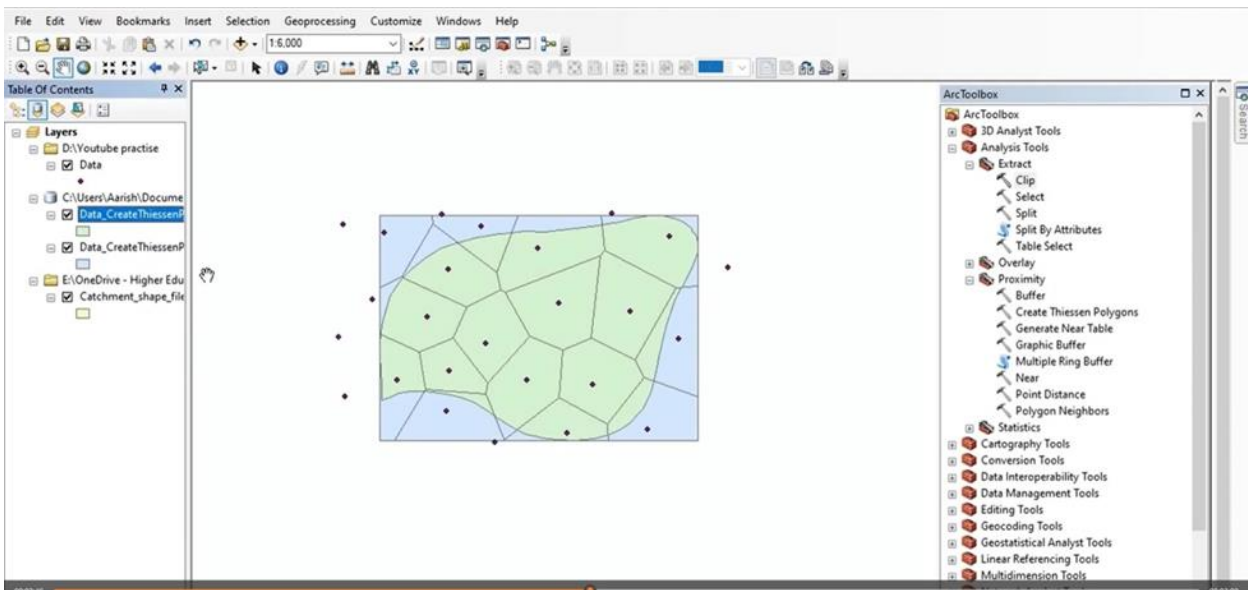 File Edit View Bookmarks Insert Selection Geoprocessing Customize Windows Help
1:6,000
Table Of Contents
Layers
D:\Youtube practise
Data
C:\Users\Aarish\Docume
Data_CreateThiessenP
Data_CreateThiessenP
E:\OneDrive - Higher Edu
Catchment_shape_file
ArcToolbox
ArcToolbox
3D Analyst Tools
Analysis Tools
Extract
Clip
Select
Split
Split By Attributes
Table Select
Overlay
Proximity
Buffer
Create Thiessen Polygons
Generate Near Table
Graphic Buffer
Multiple Ring Buffer
Near
Point Distance
Polygon Neighbors
Statistics
Cartography Tools
Conversion Tools
Data Interoperability Tools
Data Management Tools
Editing Tools
Geocoding Tools
Geostatistical Analyst Tools
Linear Referencing Tools
Multidimension Tools
Search